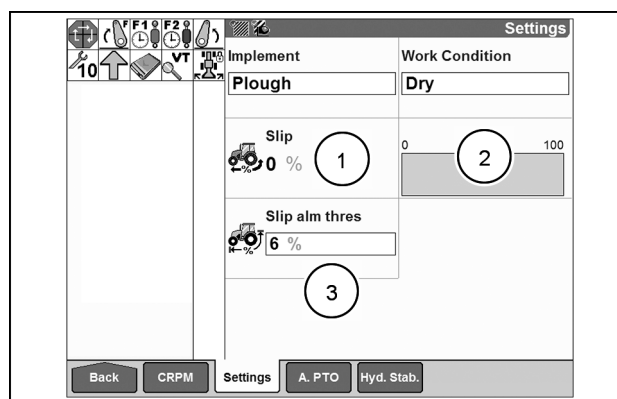 F F1 F2
Settings
10 VT
Implement
Work Condition
Plough
Dry
Slip
0 %
1
0 100
2
Slip alm thres
%
6 %
3
Back CRPM Settings A. PTO Hyd. Stab.